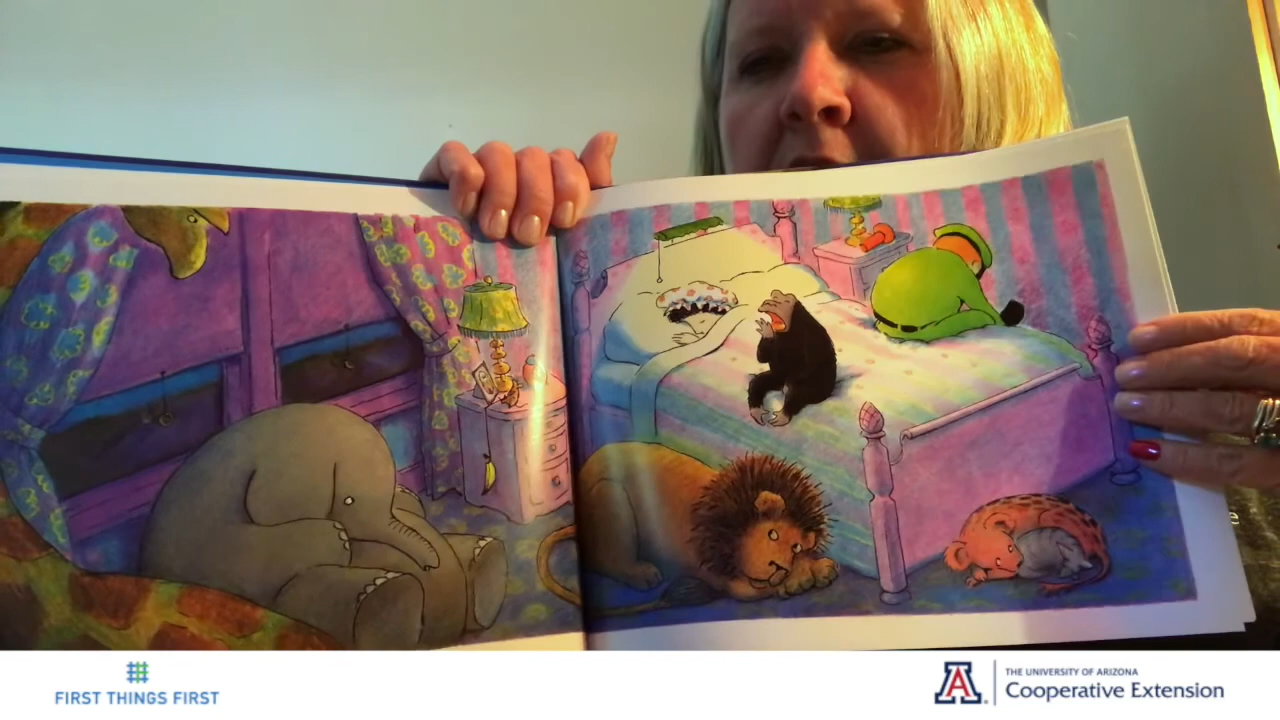 FIRST THINGS FIRST
A
THE UNIVERSITY OF ARIZONA
Cooperative Extension